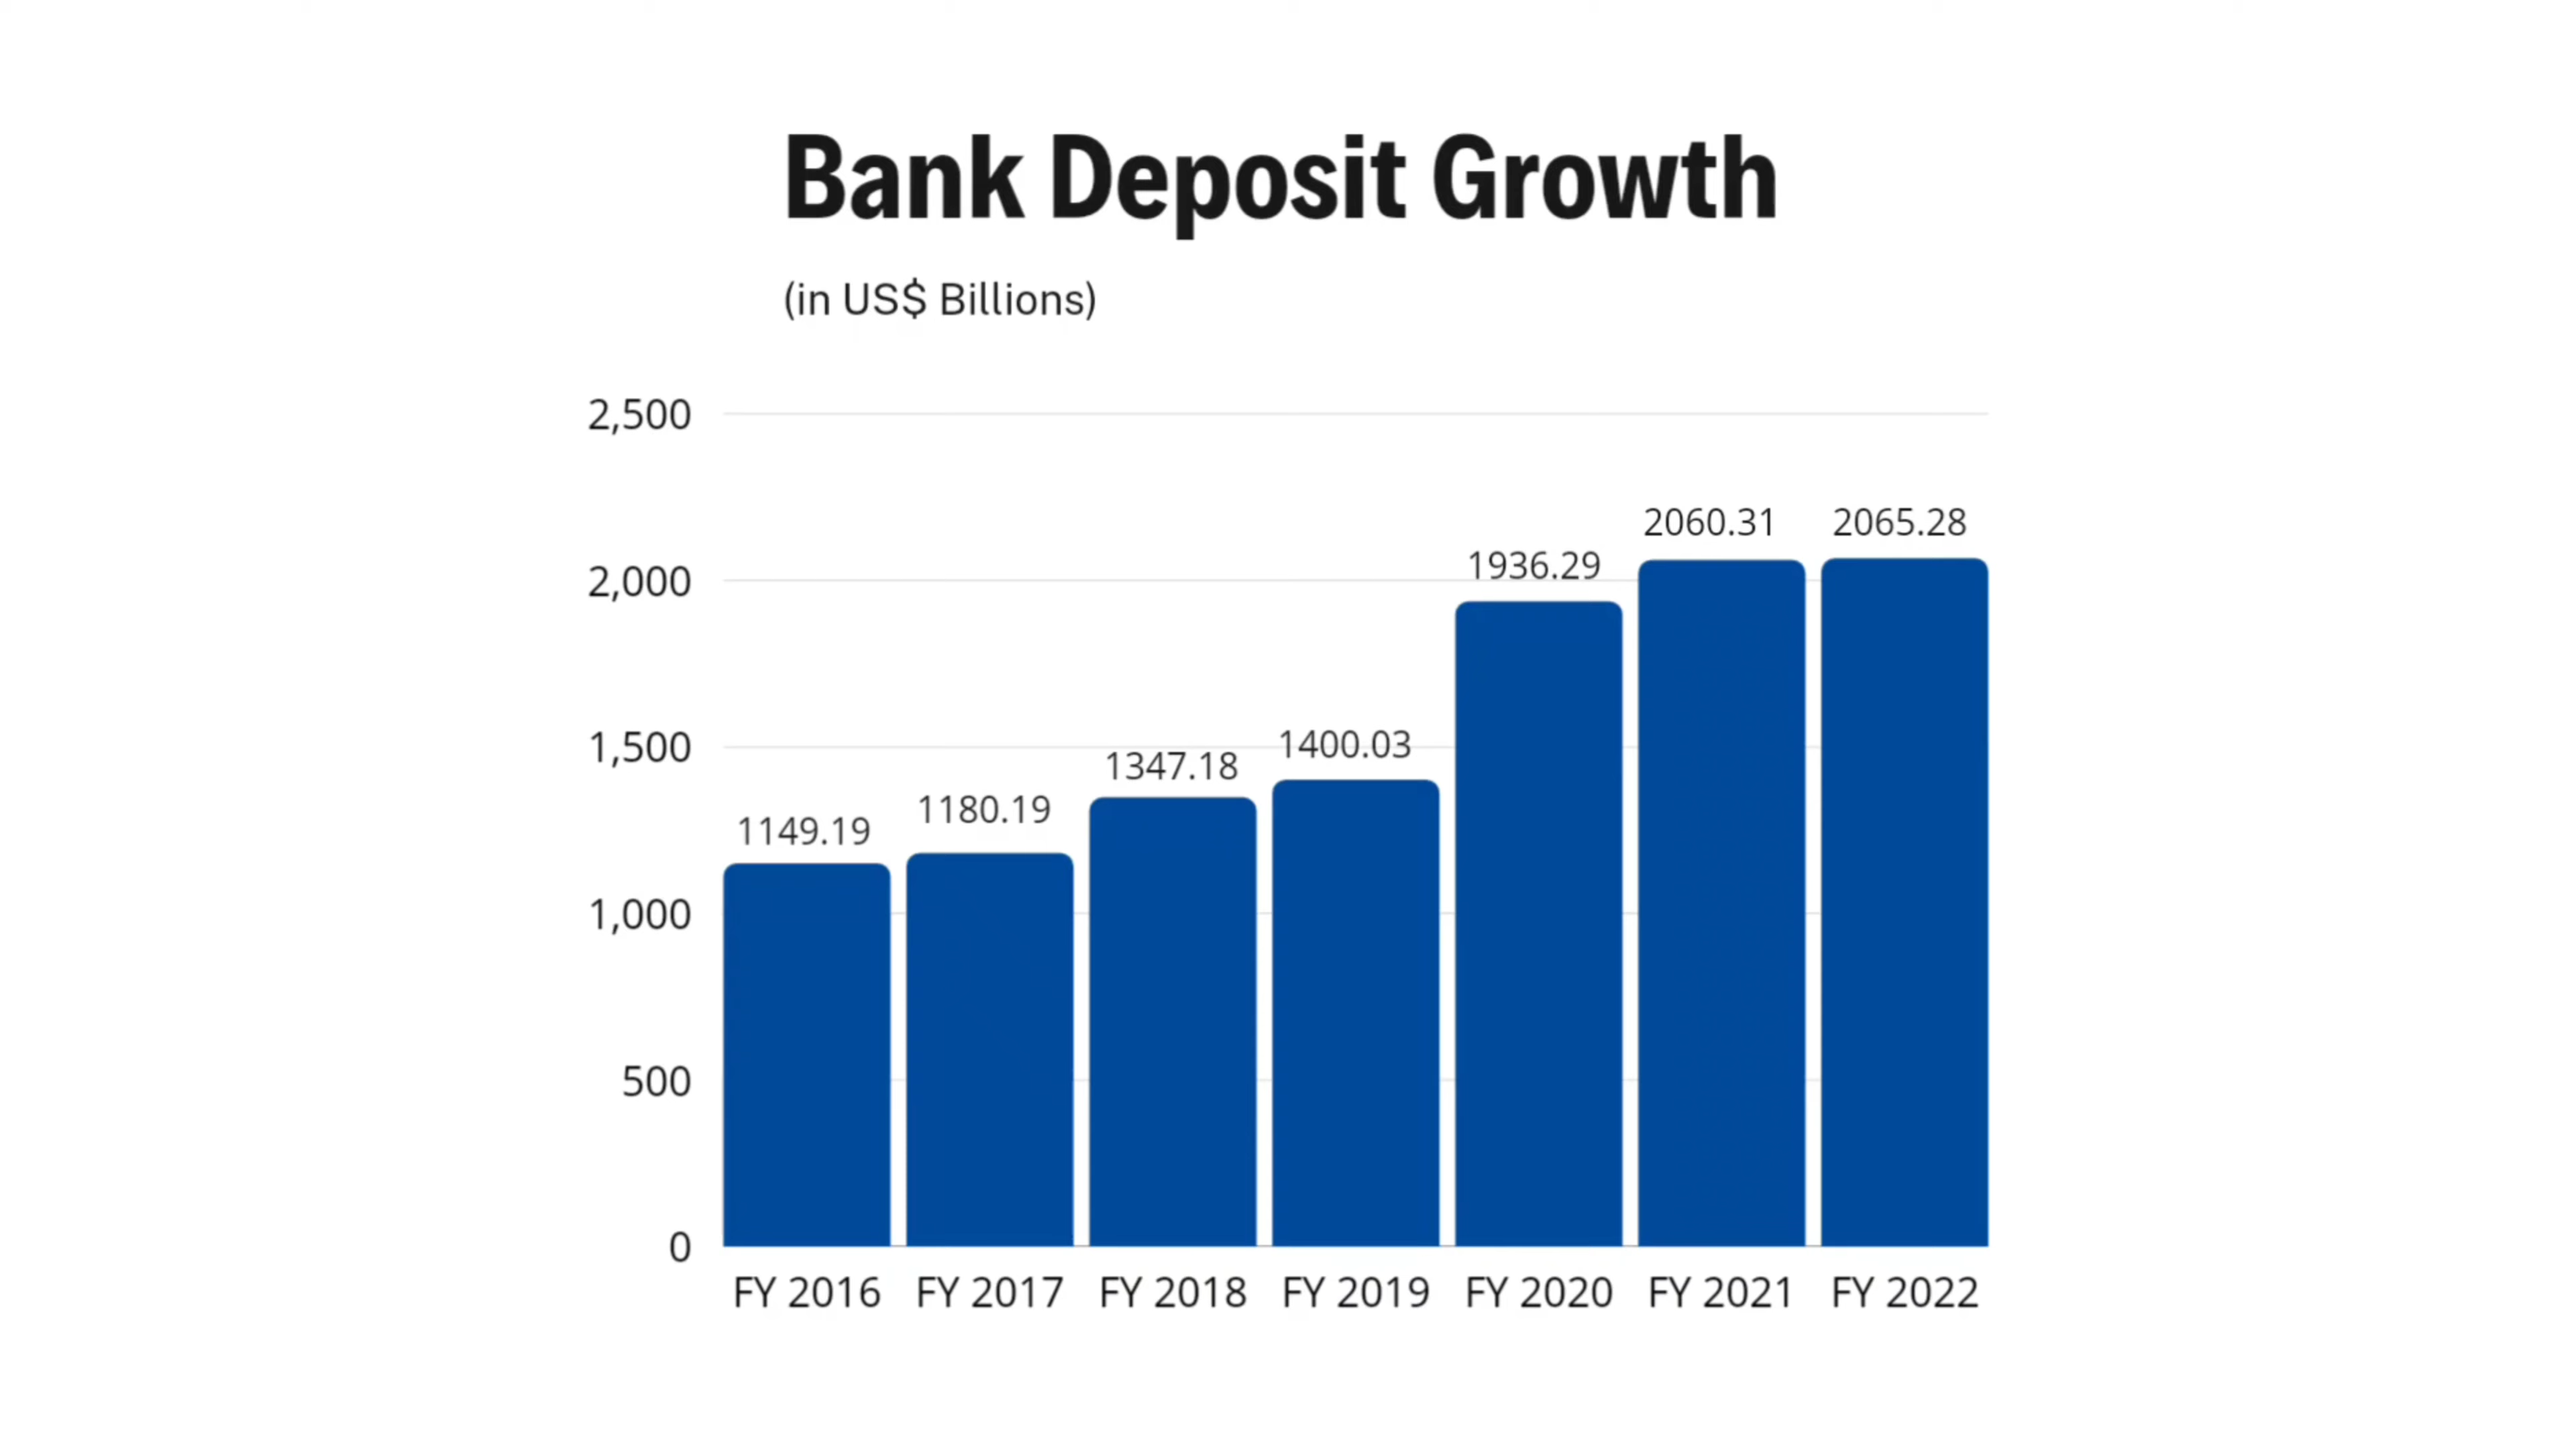 Bank Deposit Growth
(in US$ Billions)
2,500
2,000
1,500
1,000
500
0
1149.19
1180.19
1347.18
1400.03
1936.29
2060.31
2065.28
FY 2016
FY 2017
FY 2018
FY 2019
FY 2020
FY 2021
FY 2022